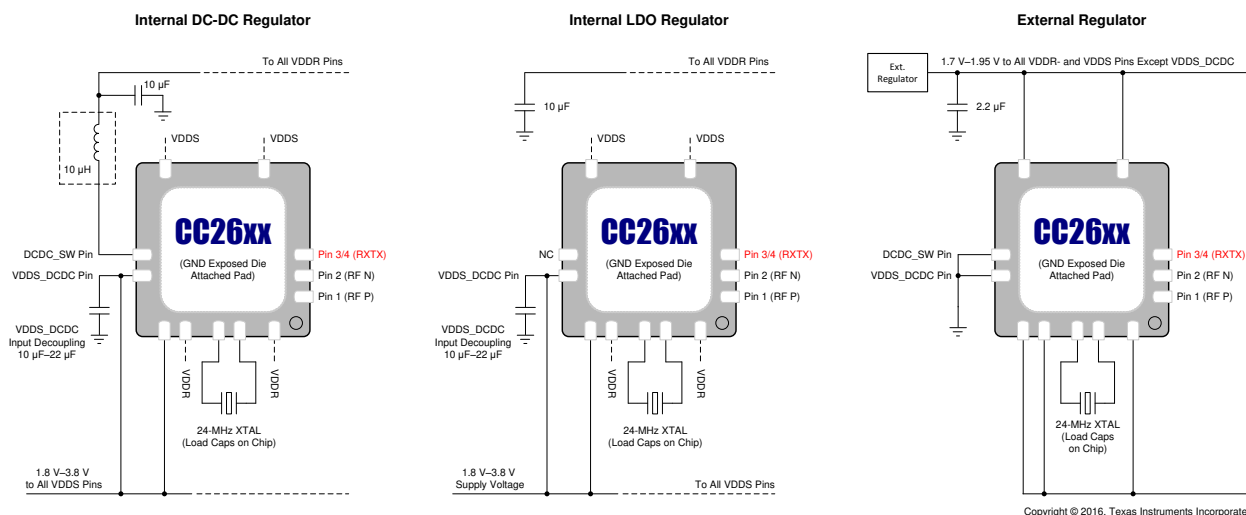 Internal DC-DC Regulator
To All VDDR Pins
10 µF
10 µH
VDDS
VDDS
CC26xx
(GND Exposed Die
Attached Pad)
DCDC_SW Pin
VDDS_DCDC Pin
Pin 3/4 (RXTX)
Pin 2 (RF N)
Pin 1 (RF P)
VDDS_DCDC
Input Decoupling
10 µF–22 µF
VDDR
VDDR
24-MHz XTAL
(Load Caps on Chip)
1.8 V–3.8 V
to All VDDS Pins
Internal LDO Regulator
To All VDDR Pins
10 µF
VDDS
VDDS
CC26xx
(GND Exposed Die
Attached Pad)
NC
VDDS_DCDC Pin
Pin 3/4 (RXTX)
Pin 2 (RF N)
Pin 1 (RF P)
VDDS_DCDC
Input Decoupling
10 µF–22 µF
VDDR
VDDR
24-MHz XTAL
(Load Caps on Chip)
1.8 V–3.8 V
Supply Voltage
To All VDDS Pins
External Regulator
Ext.
Regulator
1.7 V–1.95 V to All VDDR- and VDDS Pins Except VDDS_DCDC
2.2 µF
CC26xx
(GND Exposed Die
Attached Pad)
DCDC_SW Pin
VDDS_DCDC Pin
Pin 3/4 (RXTX)
Pin 2 (RF N)
Pin 1 (RF P)
24-MHz XTAL
(Load Caps
on Chip)
Copyright © 2016, Texas Instruments Incorporate